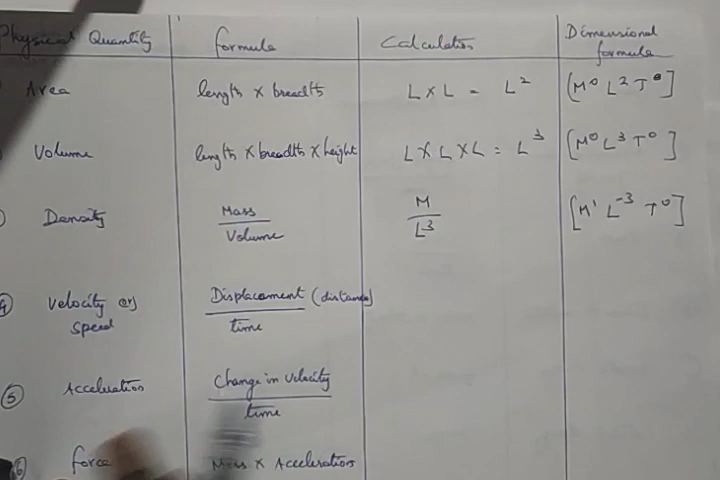 Physical Quantity formula Calculation Dimensional formula
Area length × breadth L × L = L² [M⁰ L² T⁰]
Volume length × breadth × height L × L × L = L³ [M⁰ L³ T⁰]
Density Mass / Volume M / L³ [M¹ L⁻³ T⁰]
④ Velocity or speed Displacement (distance) / time
⑤ Acceleration Change in velocity / time
⑥ force Mass × Acceleration